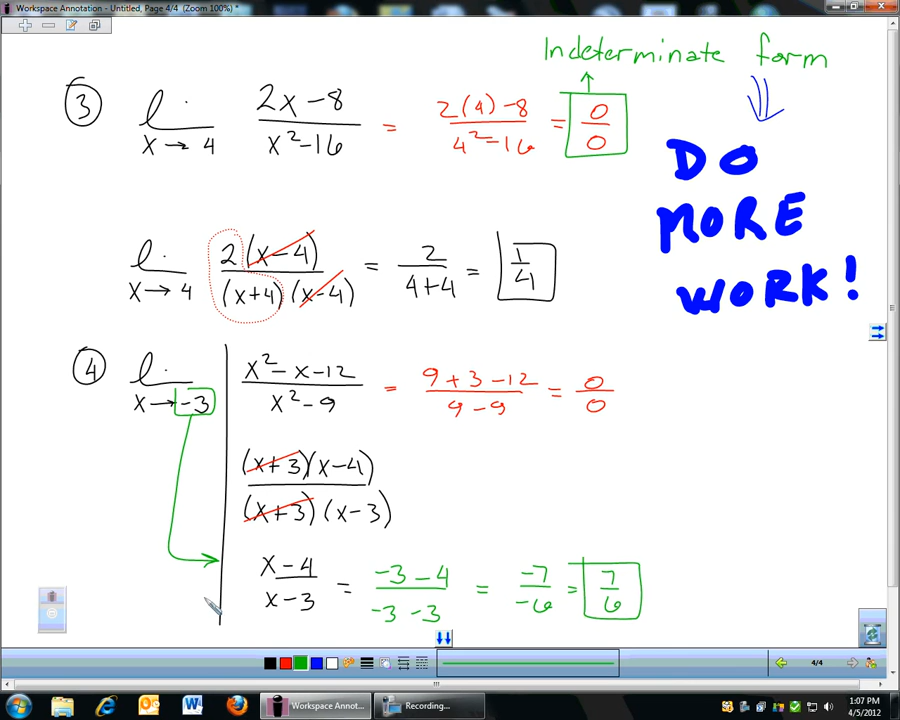 Workspace Annotation - Untitled, Page 4/4 (Zoom 100%) *
Indeterminate form
③ lim x→4 (2x-8)/(x²-16) = (2(4)-8)/(4²-16) = 0/0
DO
MORE
WORK!
lim x→4 2(x-4)/((x+4)(x-4)) = 2/(4+4) = 1/4
④ lim x→-3 (x²-x-12)/(x²-9) = (9+3-12)/(9-9) = 0/0
((x+3)(x-4))/((x+3)(x-3))
(x-4)/(x-3) = (-3-4)/(-3-3) = -7/-6 = 7/6
4/4
Workspace Annot...
Recording...
1:07 PM
4/5/2012